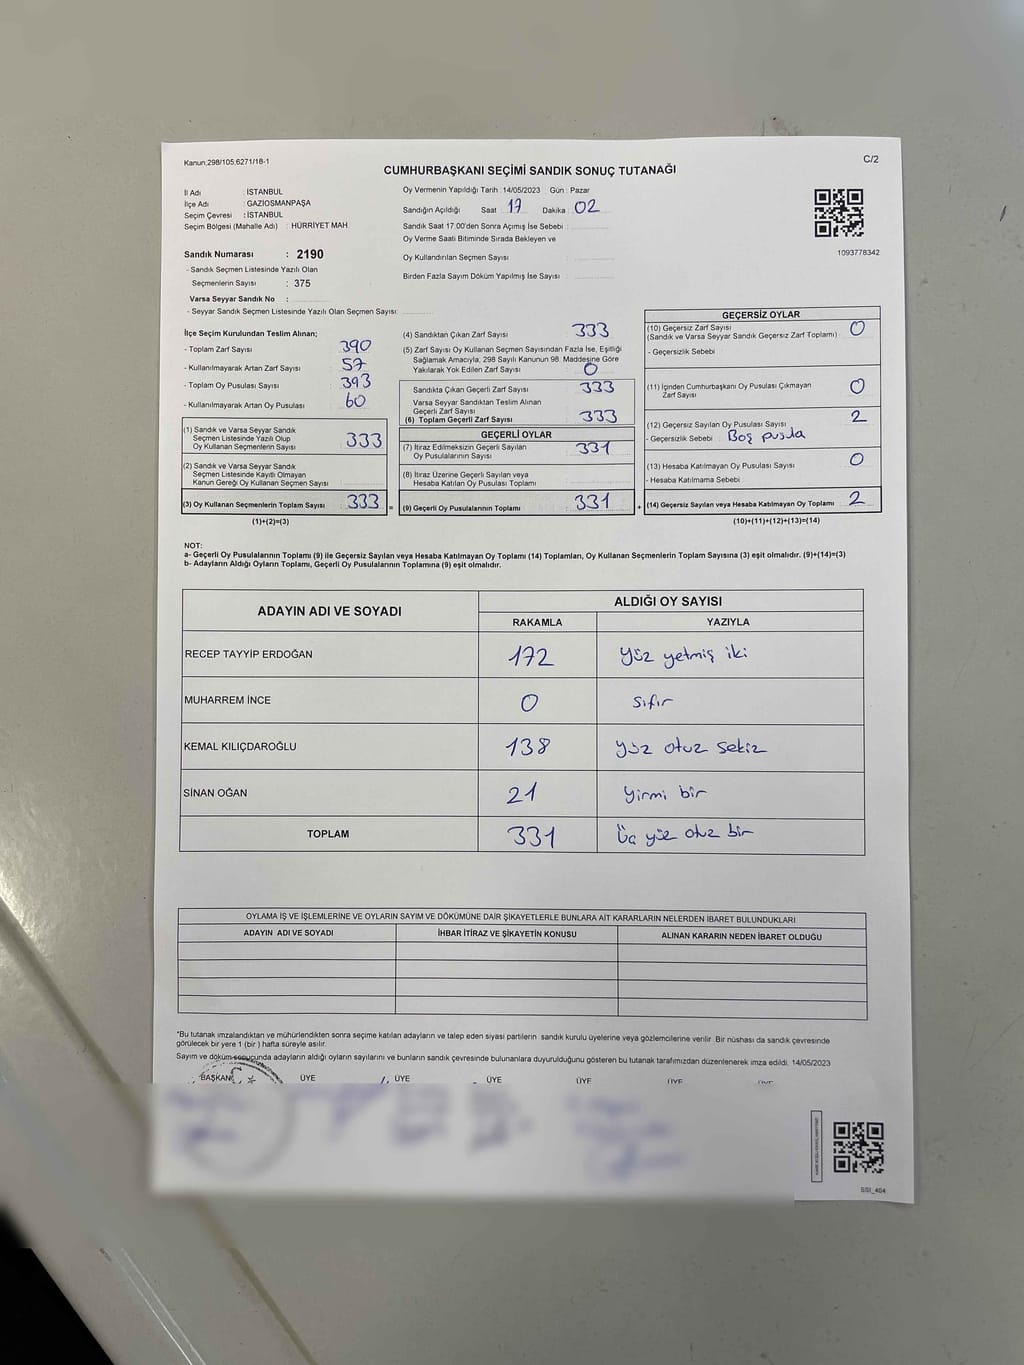 Kanun;298/105;6271/18-1
C/2
CUMHURBAŞKANI SEÇİMİ SANDIK SONUÇ TUTANAĞI
İl Adı : İSTANBUL
İlçe Adı : GAZİOSMANPAŞA
Seçim Çevresi : İSTANBUL
Seçim Bölgesi (Mahalle Adı) : HÜRRİYET MAH
Oy Vermenin Yapıldığı Tarih : 14/05/2023 Gün : Pazar
Sandığın Açıldığı Saat 17 Dakika 02
Sandık Saat 17.00'den Sonra Açımış İse Sebebi :
Oy Verme Saati Bitiminde Sırada Bekleyen ve
Oy Kullandırılan Seçmen Sayısı :
Birden Fazla Sayım Döküm Yapılmış İse Sayısı :
1093778342
Sandık Numarası : 2190
- Sandık Seçmen Listesinde Yazılı Olan
Seçmenlerin Sayısı : 375
Varsa Seyyar Sandık No :
- Seyyar Sandık Seçmen Listesinde Yazılı Olan Seçmen Sayısı:
İlçe Seçim Kurulundan Teslim Alınan;
- Toplam Zarf Sayısı 390
- Kullanılmayarak Artan Zarf Sayısı 57
- Toplam Oy Pusulası Sayısı 393
- Kullanılmayarak Artan Oy Pusulası 60
(1) Sandık ve Varsa Seyyar Sandık
Seçmen Listesinde Yazılı Olup
Oy Kullanan Seçmenlerin Sayısı 333
(2) Sandık ve Varsa Seyyar Sandık
Seçmen Listesinde Kayıtlı Olmayan
Kanun Gereği Oy Kullanan Seçmen Sayısı
(3) Oy Kullanan Seçmenlerin Toplam Sayısı 333 =
(1)+(2)=(3)
(4) Sandıktan Çıkan Zarf Sayısı 333
(5) Zarf Sayısı Oy Kullanan Seçmen Sayısından Fazla İse, Eşitliği
Sağlamak Amacıyla, 298 Sayılı Kanunun 98. Maddesine Göre
Yakılarak Yok Edilen Zarf Sayısı 0
Sandıkta Çıkan Geçerli Zarf Sayısı 333
Varsa Seyyar Sandıktan Teslim Alınan
Geçerli Zarf Sayısı
(6) Toplam Geçerli Zarf Sayısı 333
GEÇERLİ OYLAR
(7) İtiraz Edilmeksizin Geçerli Sayılan
Oy Pusulalarının Sayısı 331
(8) İtiraz Üzerine Geçerli Sayılan veya
Hesaba Katılan Oy Pusulası Toplamı
(9) Geçerli Oy Pusulalarının Toplamı 331 +
GEÇERSİZ OYLAR
(10) Geçersiz Zarf Sayısı 0
(Sandık ve Varsa Seyyar Sandık Geçersiz Zarf Toplamı)
- Geçersizlik Sebebi
(11) İçinden Cumhurbaşkanı Oy Pusulası Çıkmayan
Zarf Sayısı 0
(12) Geçersiz Sayılan Oy Pusulası Sayısı 2
- Geçersizlik Sebebi : Boş pusula
(13) Hesaba Katılmayan Oy Pusulası Sayısı 0
- Hesaba Katılmama Sebebi
(14) Geçersiz Sayılan veya Hesaba Katılmayan Oy Toplamı 2
(10)+(11)+(12)+(13)=(14)
NOT:
a- Geçerli Oy Pusulalarının Toplamı (9) ile Geçersiz Sayılan veya Hesaba Katılmayan Oy Toplamı (14) Toplamları, Oy Kullanan Seçmenlerin Toplam Sayısına (3) eşit olmalıdır. (9)+(14)=(3)
b- Adayların Aldığı Oyların Toplamı, Geçerli Oy Pusulalarının Toplamına (9) eşit olmalıdır.
ADAYIN ADI VE SOYADI
ALDIĞI OY SAYISI
RAKAMLA YAZIYLA
RECEP TAYYİP ERDOĞAN 172 Yüz yetmiş iki
MUHARREM İNCE 0 Sıfır
KEMAL KILIÇDAROĞLU 138 yüz otuz sekiz
SİNAN OĞAN 21 yirmi bir
TOPLAM 331 Üç yüz otuz bir
OYLAMA İŞ VE İŞLEMLERİNE VE OYLARIN SAYIM VE DÖKÜMÜNE DAİR ŞİKAYETLERLE BUNLARA AİT KARARLARIN NELERDEN İBARET BULUNDUKLARI
ADAYIN ADI VE SOYADI İHBAR İTİRAZ VE ŞİKAYETİN KONUSU ALINAN KARARIN NEDEN İBARET OLDUĞU
*Bu tutanak imzalandıktan ve mühürlendikten sonra seçime katılan adayların ve talep eden siyasi partilerin sandık kurulu üyelerine veya gözlemcilerine verilir. Bir nüshası da sandık çevresinde
görülecek bir yere 1 (bir ) hafta süreyle asılır.
Sayım ve döküm sonucunda adayların aldığı oyların sayılarını ve bunların sandık çevresinde bulunanlara duyurulduğunu gösteren bu tutanak tarafımızdan düzenlenerek imza edildi. 14/05/2023
BAŞKAN ÜYE ÜYE ÜYE ÜYE ÜYE ÜYE